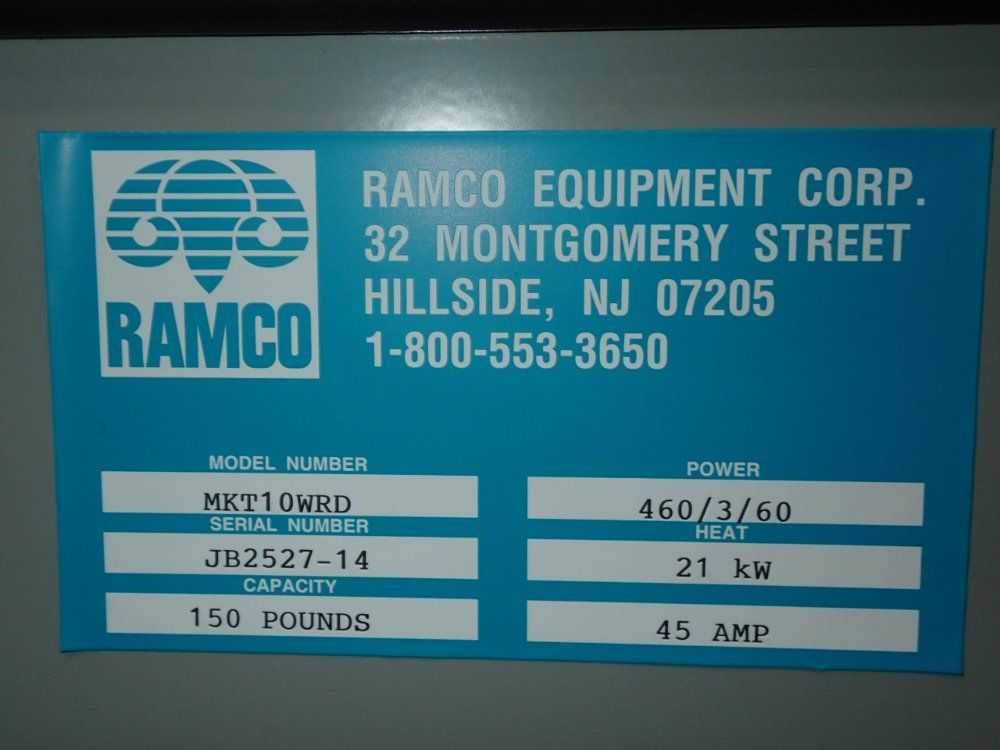 RAMCO
RAMCO EQUIPMENT CORP.
32 MONTGOMERY STREET
HILLSIDE, NJ 07205
1-800-553-3650
MODEL NUMBER
MKT10WRD
SERIAL NUMBER
JB2527-14
CAPACITY
150 POUNDS
POWER
460/3/60
HEAT
21 kW
45 AMP